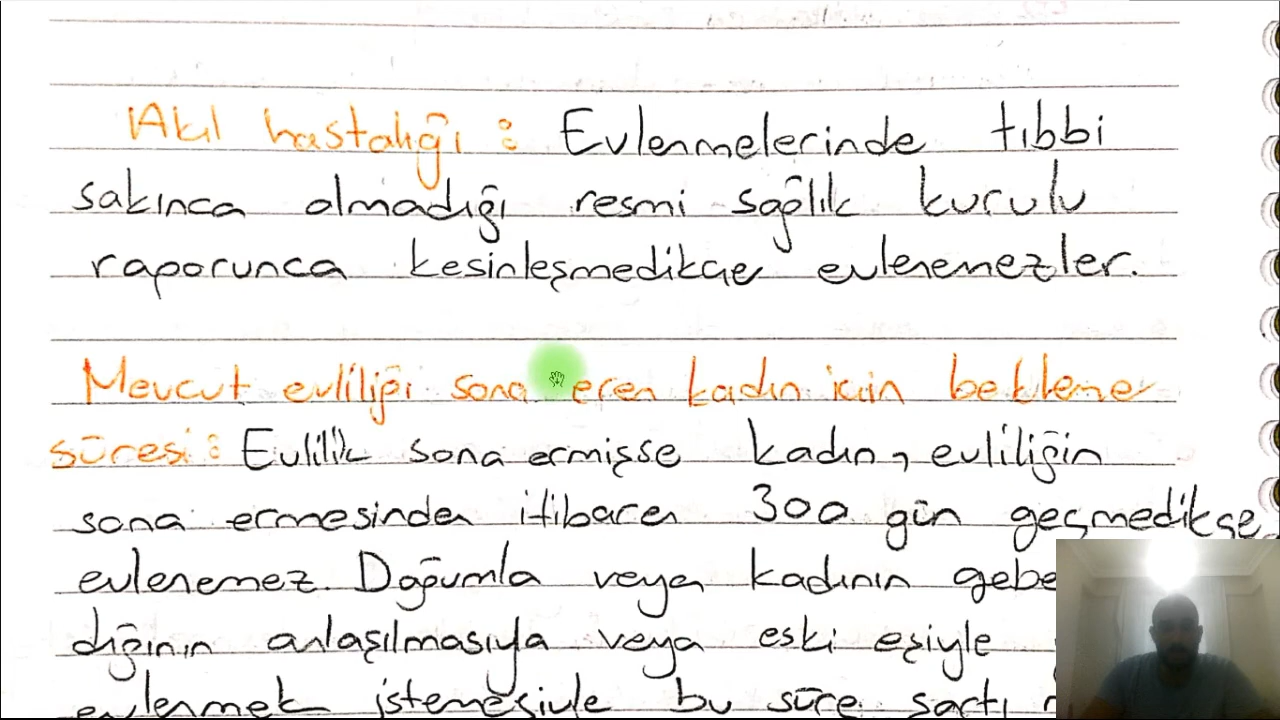 Akıl hastalığı: Evlenmelerinde tıbbi
sakınca olmadığı resmi sağlık kurulu
raporunca kesinleşmedikçe evlenemezler.
Mevcut evliliği sona eren kadın için bekleme
süresi: Evlilik sona ermişse kadın, evliliğin
sona ermesinden itibaren 300 gün geçmedikçe
evlenemez. Doğumla veya kadının gebe
dığının anlaşılmasıyla veya eski eşiyle
evlenmek istemesiyle bu süre şartı